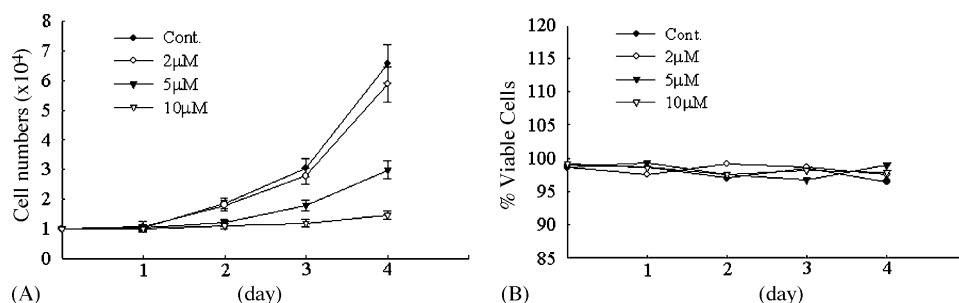 8
7
6
5
4
3
2
1
0
Cell numbers (x10⁴)
Cont.
2μM
5μM
10μM
1 2 3 4
(A) (day)
120
115
110
105
100
95
90
85
% Viable Cells
Cont.
2μM
5μM
10μM
1 2 3 4
(B) (day)